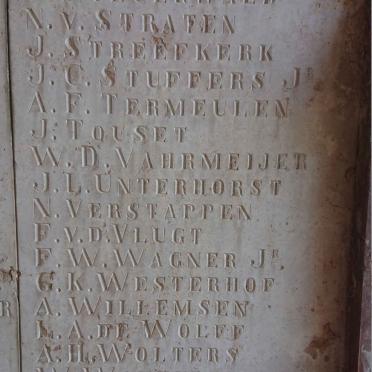 N. V. STRATEN
J. STREEFKERK
J. C. STUFFERS JR
A. F. TERMEULEN
J. TOUSET
W. D. VAHRMEIJER
J. L. UNTERHORST
N. VERSTAPPEN
F. V. D. VLUGT
F. W. WAGNER JR
G. K. WESTERHOF
A. WILLEMSEN
L. A. DE WOLFF
A. H. WOLTERS